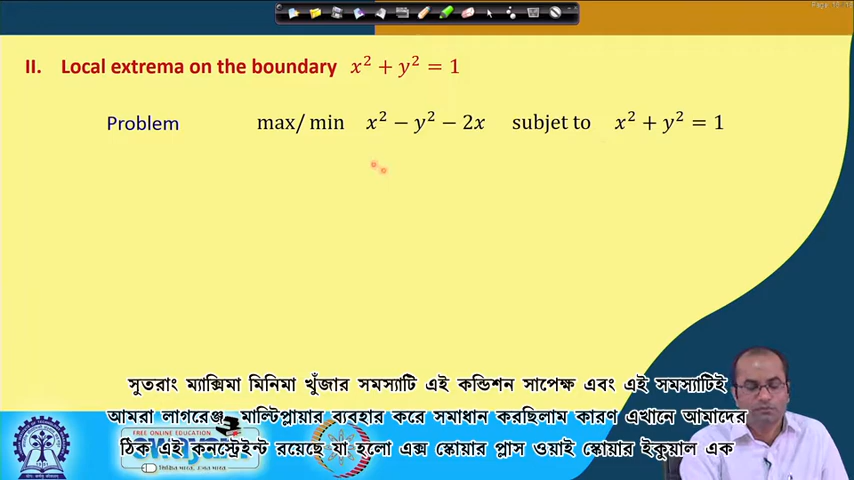 II. Local extrema on the boundary x² + y² = 1
Problem max/ min x² − y² − 2x subjet to x² + y² = 1
সুতরাং ম্যাক্সিমা মিনিমা খুঁজার সমস্যাটি এই কন্ডিশন সাপেক্ষ এবং এই সমস্যাটিই
আমরা লাগরেঞ্জ মাল্টিপ্লায়ার ব্যবহার করে সমাধান করছিলাম কারণ এখানে আমাদের
ঠিক এই কনস্ট্রেইন্ট রয়েছে যা হলো এক্স স্কোয়ার প্লাস ওয়াই স্কোয়ার ইকুয়াল এক
FREE ONLINE EDUCATION
swayam